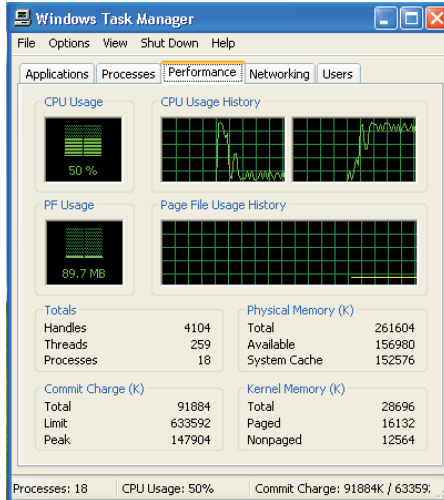 Windows Task Manager
File Options View Shut Down Help
Applications Processes Performance Networking Users
CPU Usage CPU Usage History
50 %
PF Usage Page File Usage History
89.7 MB
Totals
Handles 4104
Threads 259
Processes 18
Physical Memory (K)
Total 261604
Available 156980
System Cache 152576
Commit Charge (K)
Total 91884
Limit 633592
Peak 147904
Kernel Memory (K)
Total 28696
Paged 16132
Nonpaged 12564
Processes: 18 CPU Usage: 50% Commit Charge: 91884K / 63359